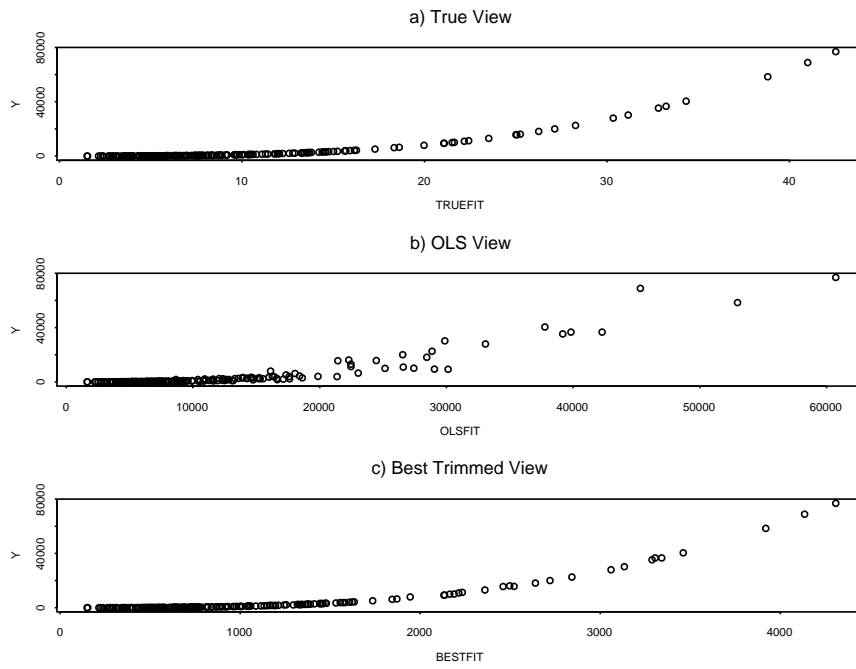 a) True View
80000
40000
0
Y
0 10 20 30 40
TRUEFIT
b) OLS View
80000
40000
0
Y
0 10000 20000 30000 40000 50000 60000
OLSFIT
c) Best Trimmed View
80000
40000
0
Y
0 1000 2000 3000 4000
BESTFIT